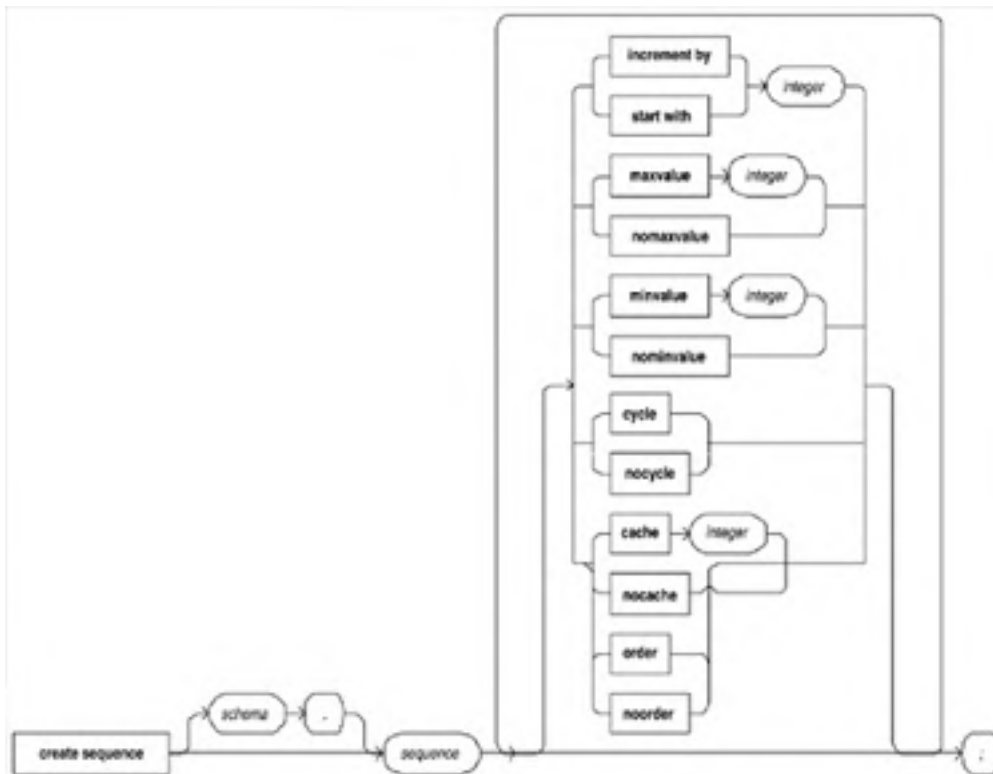 increment by
integer
start with
maxvalue
integer
nomaxvalue
minvalue
integer
nominvalue
cycle
nocycle
cache
integer
nocache
order
noorder
schema
.
create sequence
sequence
;